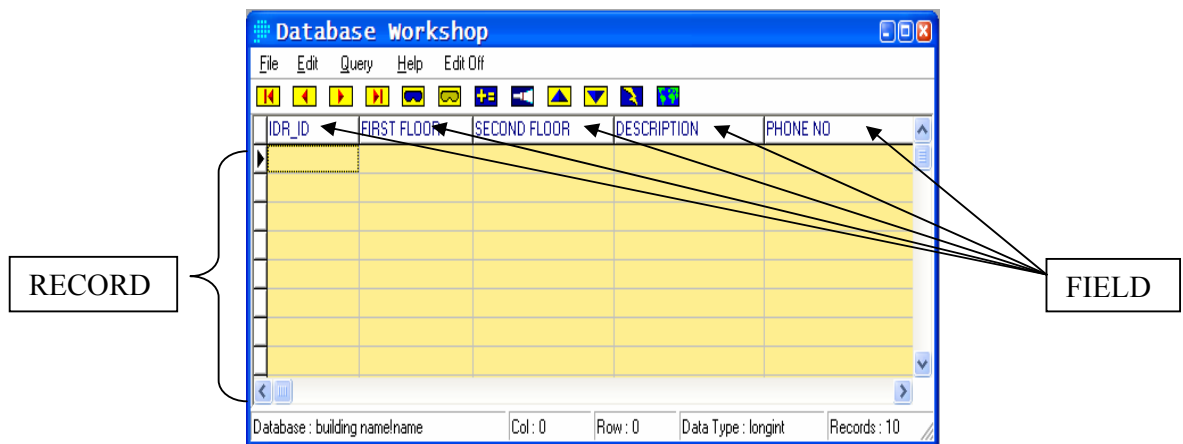 Database Workshop
File Edit Query Help Edit Off
IDR_ID FIRST FLOOR SECOND FLOOR DESCRIPTION PHONE NO
RECORD
FIELD
Database : building name!name Col : 0 Row : 0 Data Type : longint Records : 10